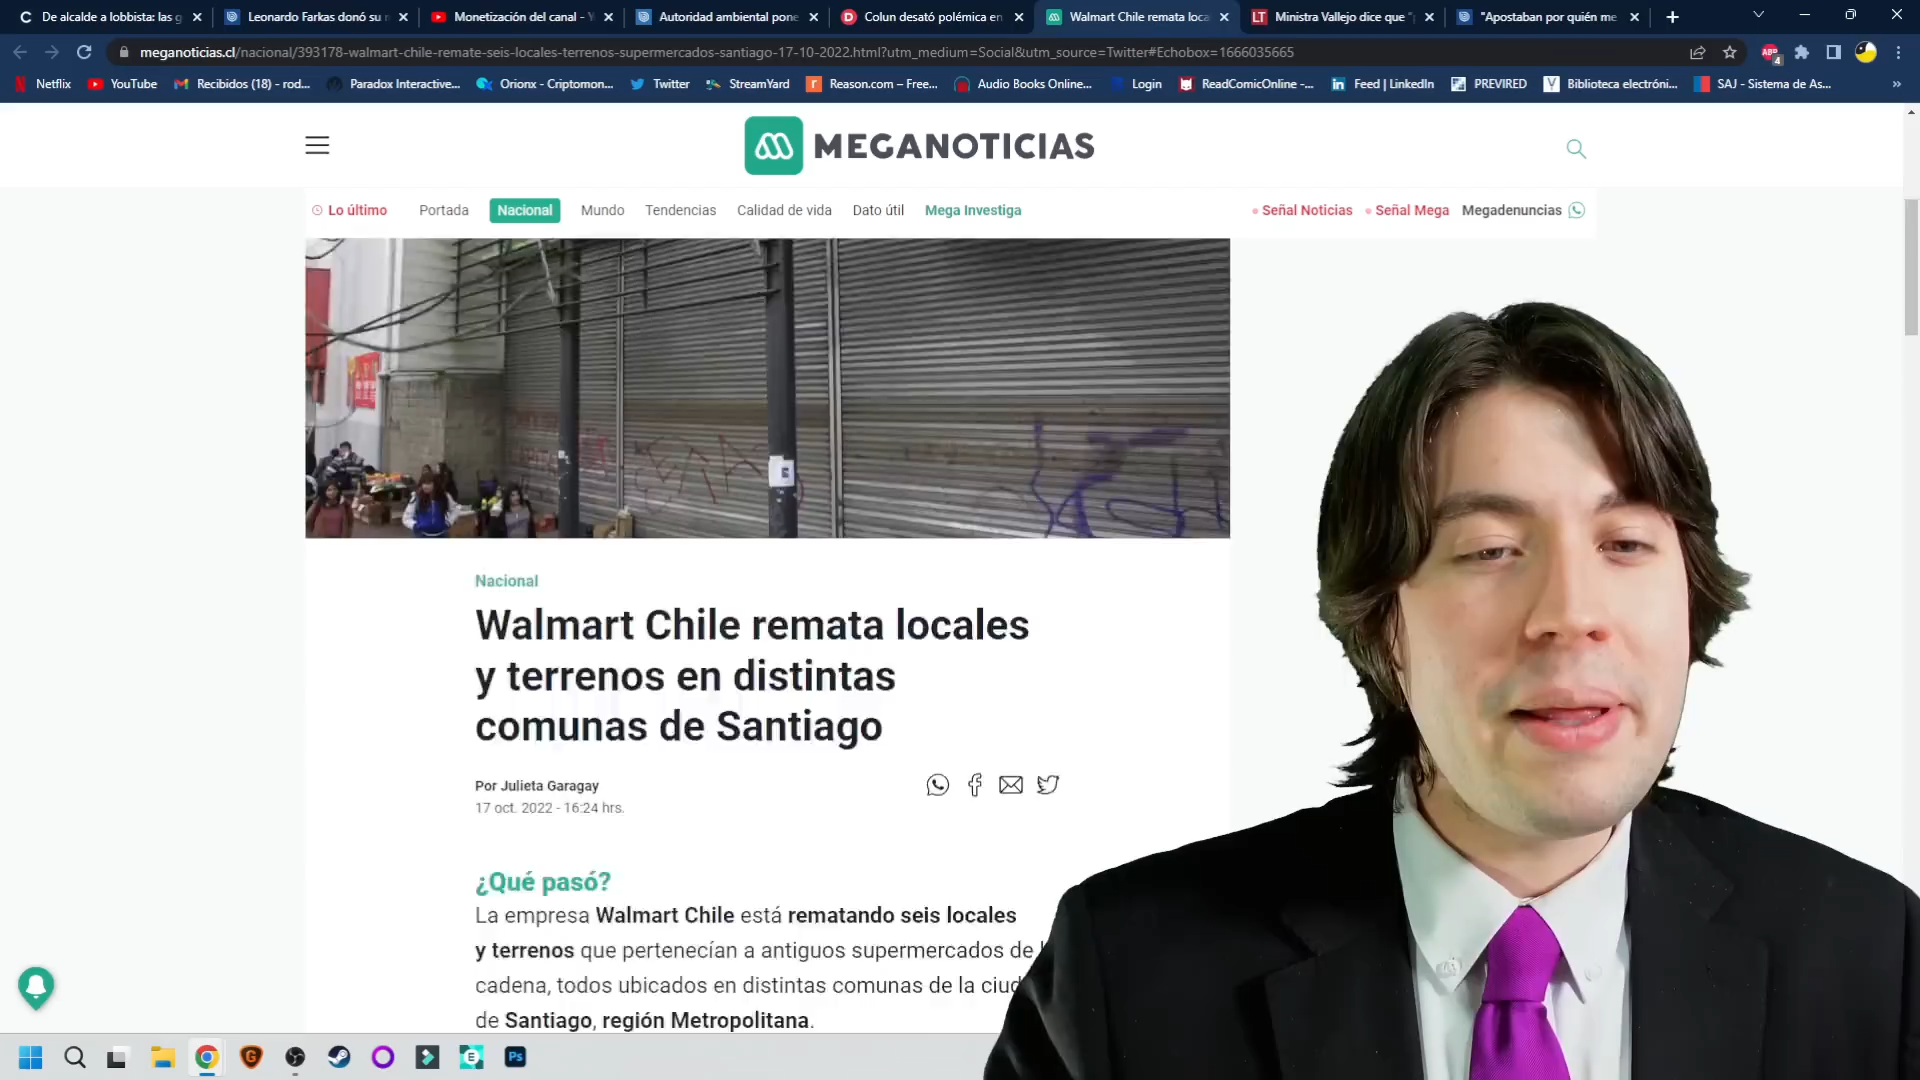 De alcalde a lobbista: las g
Leonardo Farkas donó su
Monetización del canal - Y
Autoridad ambiental pone
Colun desató polémica en
Walmart Chile remata loca
LT Ministra Vallejo dice que "
"Apostaban por quién me
meganoticias.cl/nacional/393178-walmart-chile-remate-seis-locales-terrenos-supermercados-santiago-17-10-2022.html?utm_medium=Social&utm_source=Twitter#Echobox=1666035665
ABP 4
Netflix YouTube Recibidos (18) - rod... Paradox Interactive... Orionx - Criptomon... Twitter StreamYard Reason.com – Free... Audio Books Online... Login ReadComicOnline -... Feed | LinkedIn PREVIRED Biblioteca electróni... SAJ - Sistema de As... »
MEGANOTICIAS
Lo último Portada Nacional Mundo Tendencias Calidad de vida Dato útil Mega Investiga Señal Noticias Señal Mega Megadenuncias
Nacional
Walmart Chile remata locales
y terrenos en distintas
comunas de Santiago
Por Julieta Garagay
17 oct. 2022 - 16:24 hrs.
¿Qué pasó?
La empresa Walmart Chile está rematando seis locales
y terrenos que pertenecían a antiguos supermercados de
cadena, todos ubicados en distintas comunas de la
de Santiago, región Metropolitana.
Ps